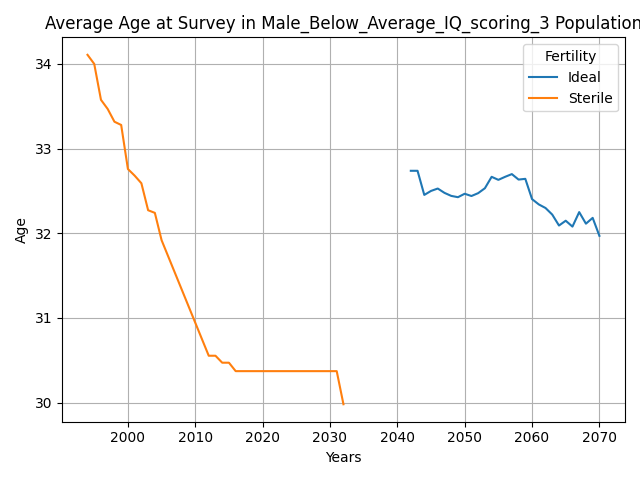 Average Age at Survey in Male_Below_Average_IQ_scoring_3 Population
Fertility
Ideal
Sterile
34
33
32
31
30
Age
2000 2010 2020 2030 2040 2050 2060 2070
Years